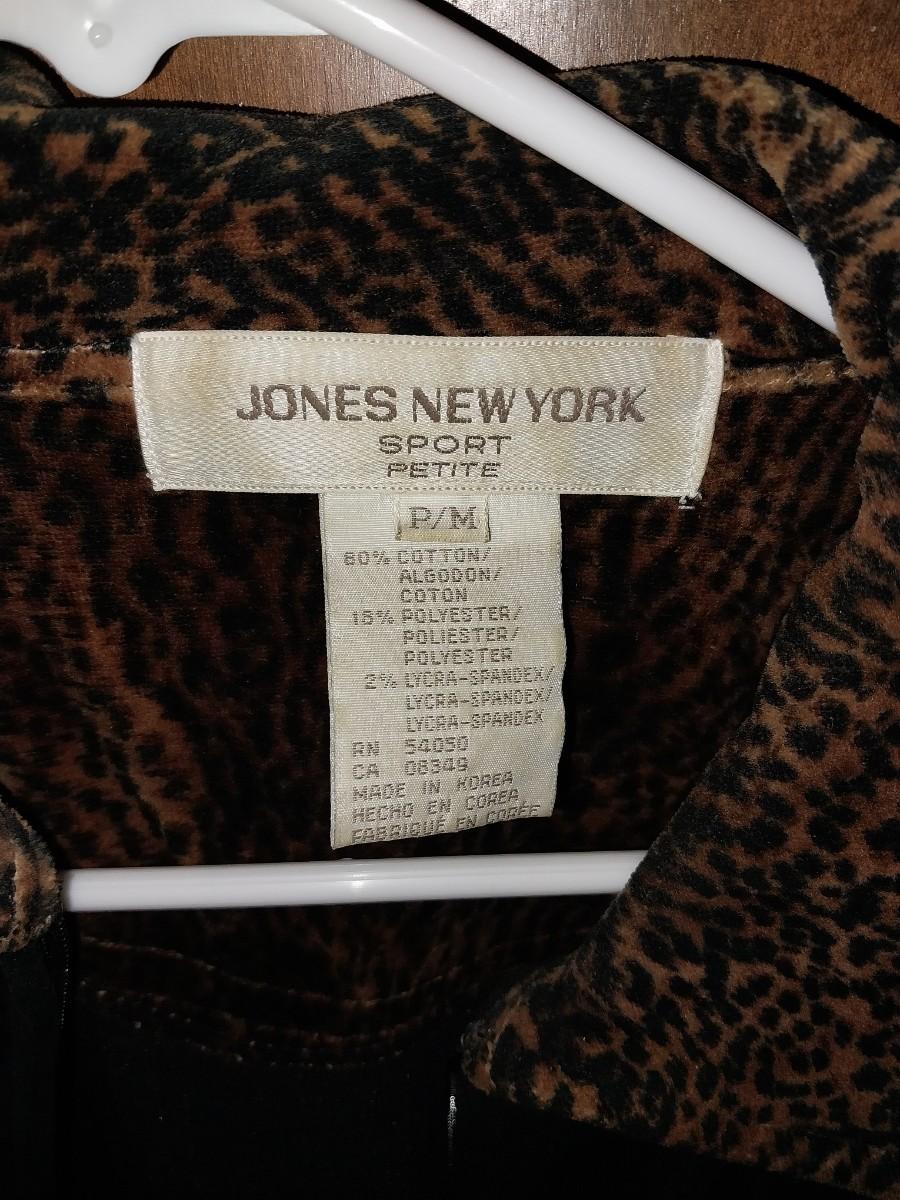 JONES NEW YORK
SPORT
PETITE
P/M
80% COTTON/
ALGODON/
COTON
18% POLYESTER/
POLIESTER/
POLYESTER
2% LYCRA-SPANDEX/
LYCRA-SPANDEX/
LYCRA-SPANDEX
RN 54050
CA 08349
MADE IN KOREA
HECHO EN COREA
FABRIQUÉ EN CORÉE